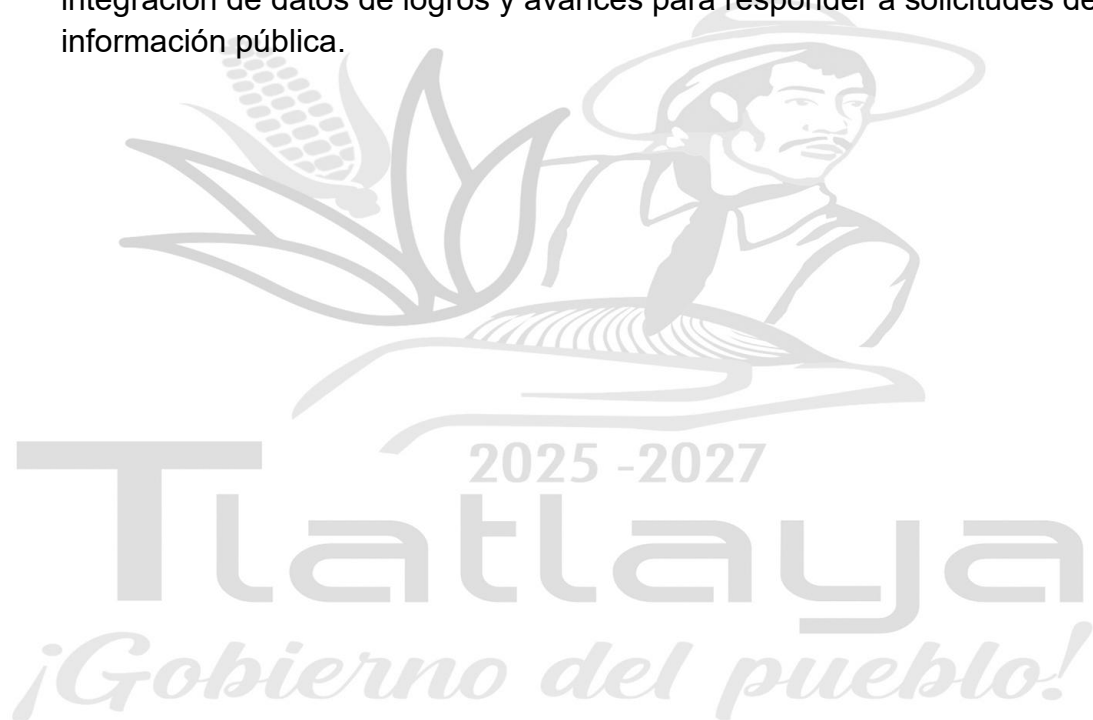 integración de datos de logros y avances para responder a solicitudes de
información pública.
2025 -2027
Tlatlaya
¡Gobierno del pueblo!